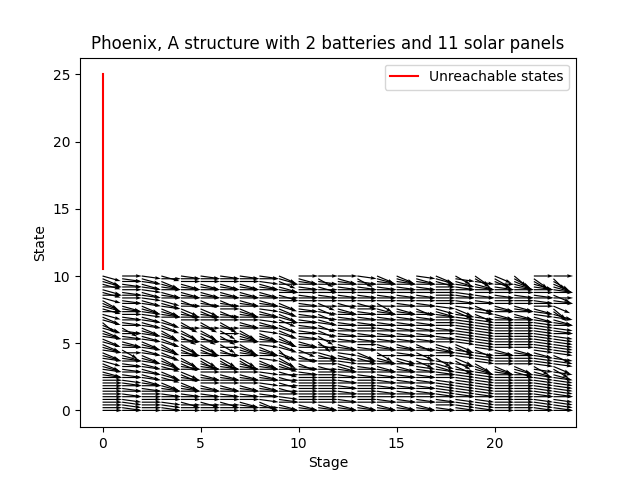 Phoenix, A structure with 2 batteries and 11 solar panels
Unreachable states
25
20
15
10
5
0
State
0 5 10 15 20
Stage